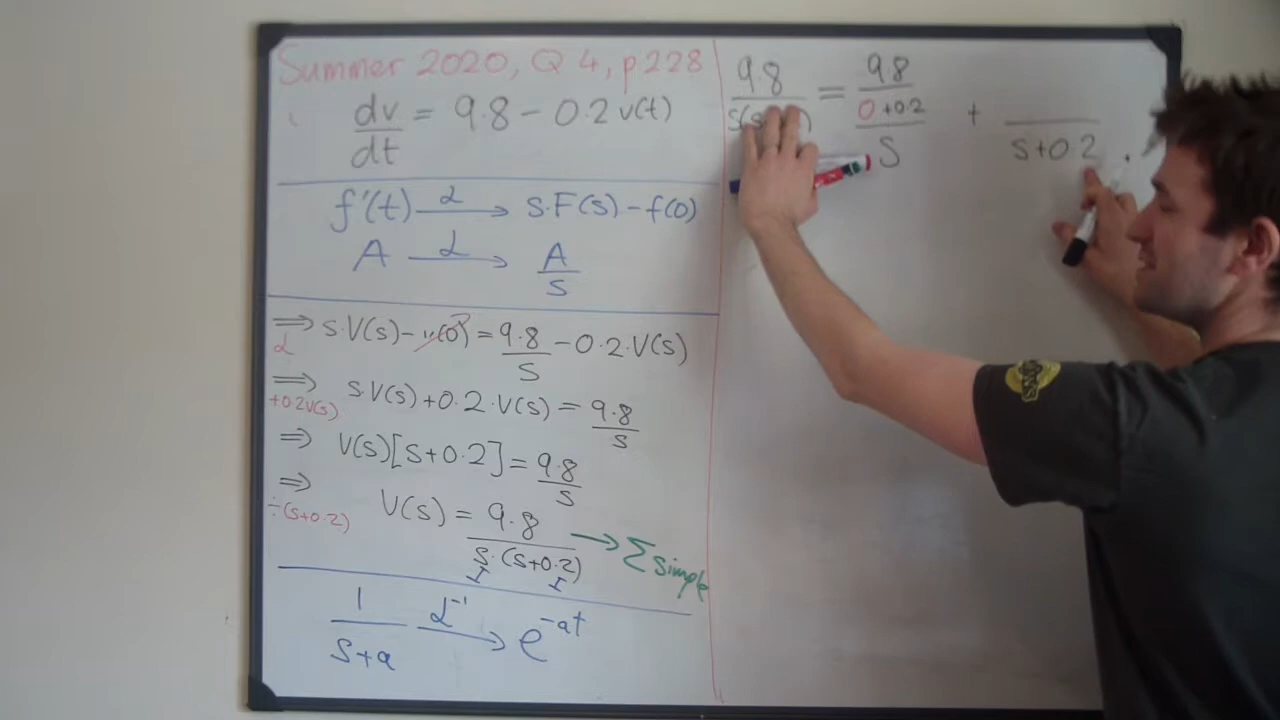 Summer 2020, Q 4, p.228
dv/dt = 9.8 – 0.2 v(t)
f'(t) —ℒ→ s.F(s) – f(0)
A —ℒ→ A/s
⇒ ℒ s.V(s) – v(0) = 9.8/s – 0.2.V(s)
⇒ +0.2V(s) s.V(s) + 0.2.V(s) = 9.8/s
⇒ V(s)[s+0.2] = 9.8/s
⇒ ÷(s+0.2) V(s) = 9.8/s.(s+0.2) → Σ simple
1/s+a —ℒ⁻¹→ e^-at
9.8/s(s = 9.8/0+0.2/s + /s+0.2